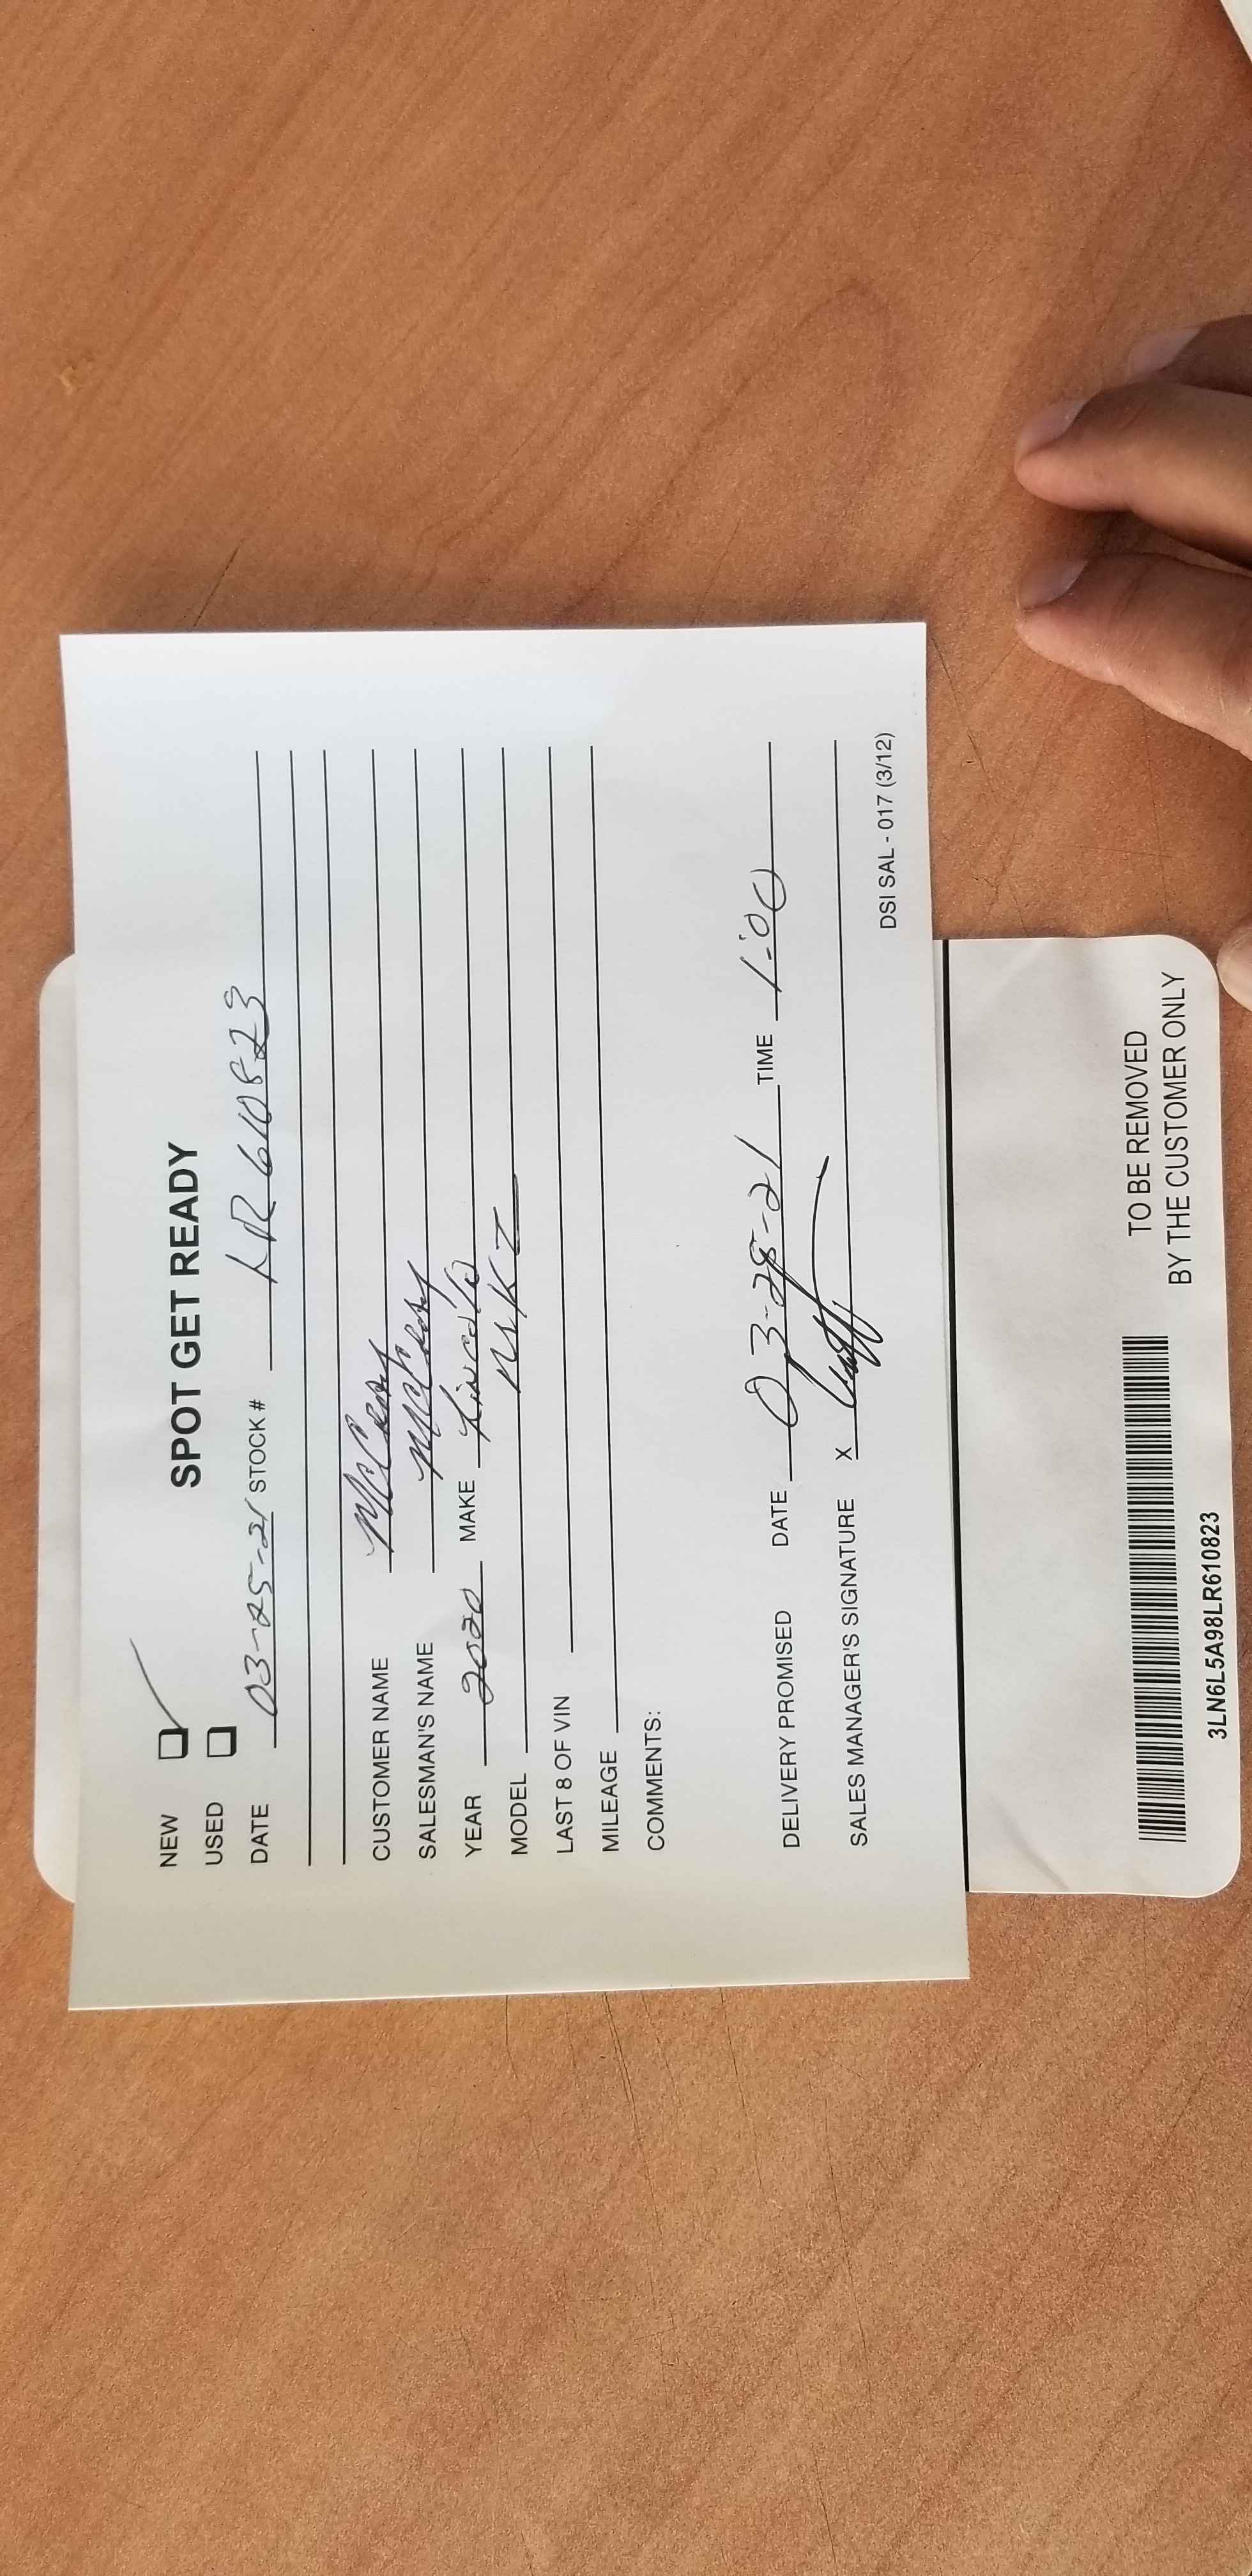 SPOT GET READY
NEW
USED
DATE 03-25-21 STOCK # LR610823
CUSTOMER NAME
SALESMAN'S NAME
YEAR 2020 MAKE Lincoln
MODEL MKZ
LAST 8 OF VIN
MILEAGE
COMMENTS:
DELIVERY PROMISED DATE 03-28-21 TIME 1:00
SALES MANAGER'S SIGNATURE X
DSI SAL - 017 (3/12)
TO BE REMOVED
BY THE CUSTOMER ONLY
3LN6L5A98LR610823